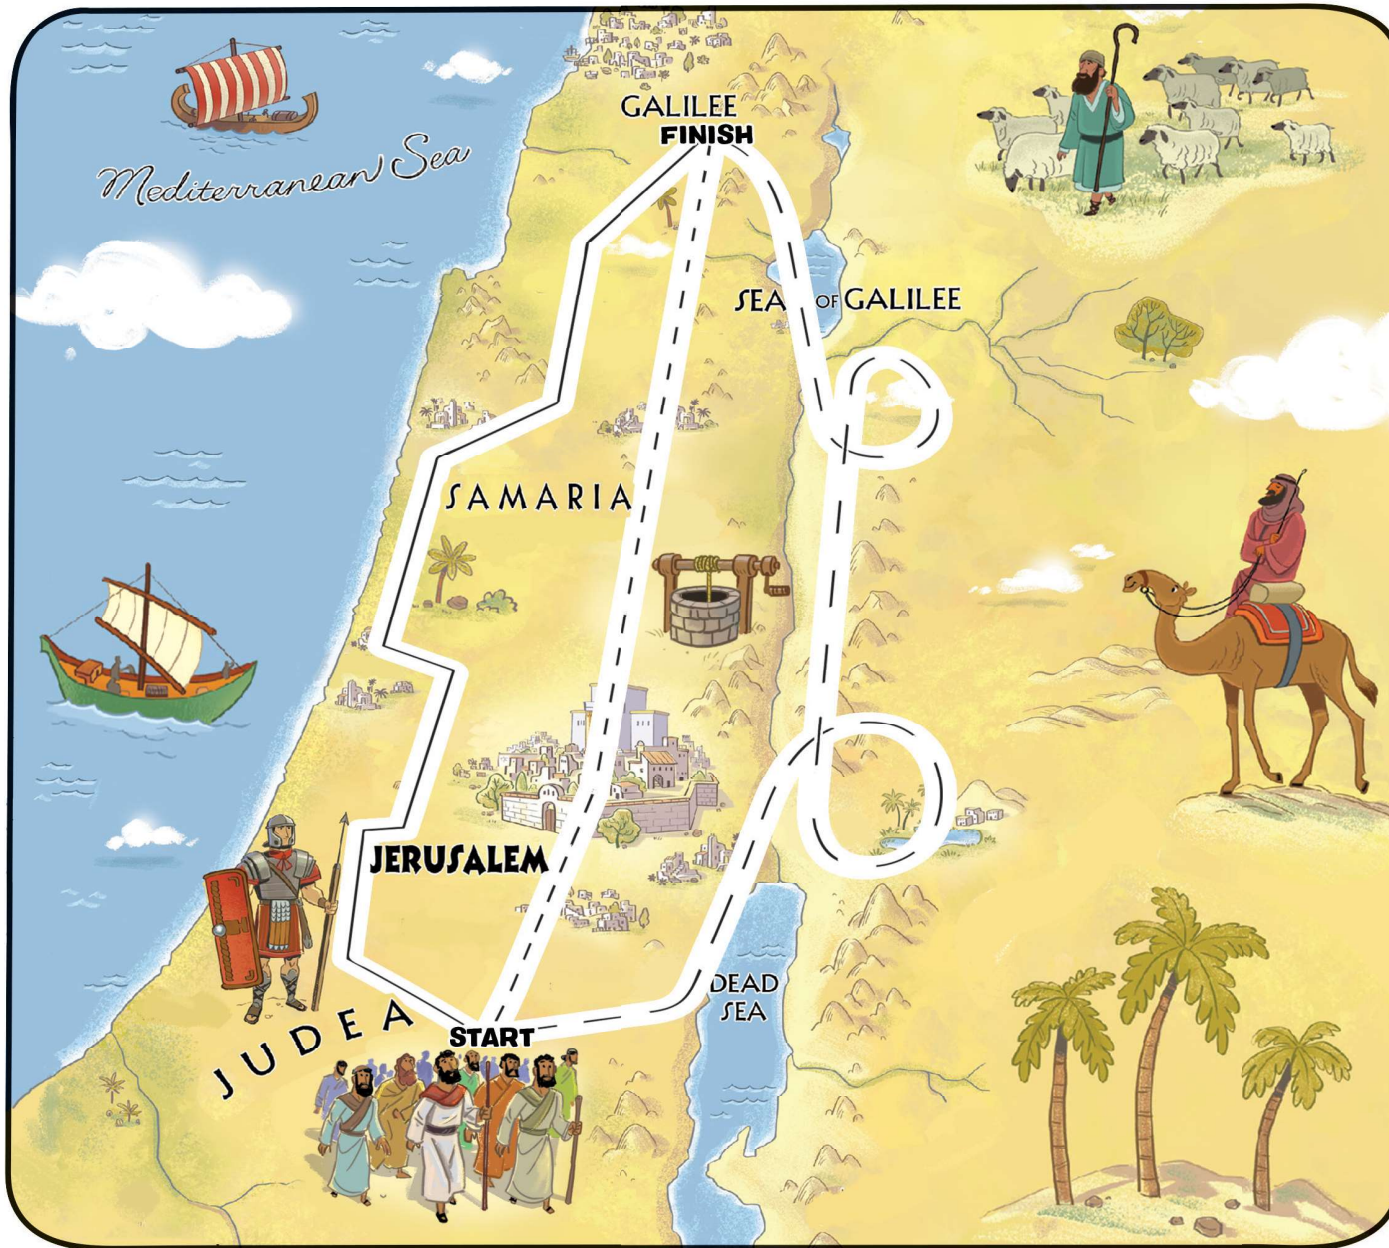 GALILEE
FINISH
Mediterranean Sea
SEA OF GALILEE
SAMARIA
JERUSALEM
DEAD
SEA
JUDEA
START